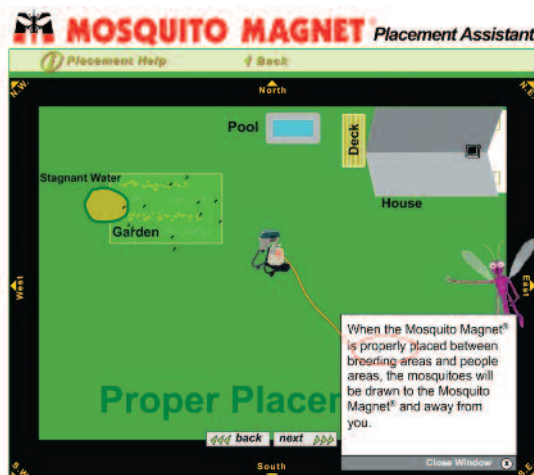 MOSQUITO MAGNET® Placement Assistant
Placement Help Back
N.W. North N.E.
Pool
Deck
House
Stagnant Water
Garden
West
East
When the Mosquito Magnet®
is properly placed between
breeding areas and people
areas, the mosquitoes will
be drawn to the Mosquito
Magnet® and away from
you.
Proper Placer
back next
Close Window X
S.W. South S.E.